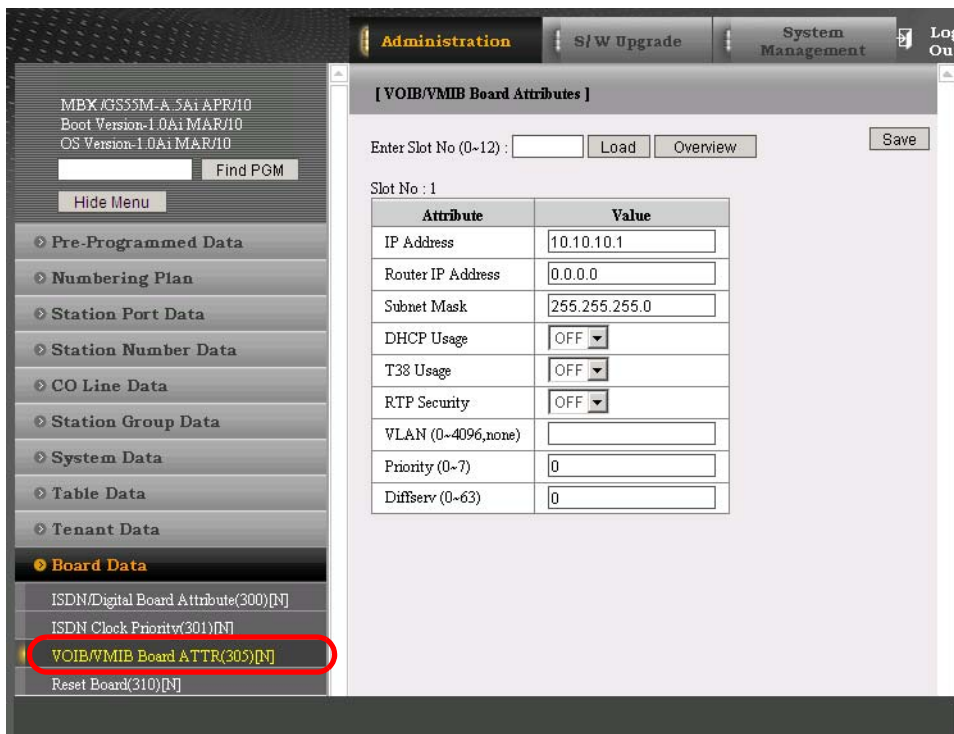 Administration
S/W Upgrade
System
Management
MBX /GS55M-A.5Ai APR/10
Boot Version-1.0Ai MAR/10
OS Version-1.0Ai MAR/10
Find PGM
Hide Menu
Pre-Programmed Data
Numbering Plan
Station Port Data
Station Number Data
CO Line Data
Station Group Data
System Data
Table Data
Tenant Data
Board Data
ISDN/Digital Board Attribute(300)[N]
ISDN Clock Priority(301)[N]
VOIB/VMIB Board ATTR(305)[N]
Reset Board(310)[N]
[ VOIB/VMIB Board Attributes ]
Enter Slot No (0~12) : Load Overview Save
Slot No : 1
Attribute Value
IP Address 10.10.10.1
Router IP Address 0.0.0.0
Subnet Mask 255.255.255.0
DHCP Usage OFF
T38 Usage OFF
RTP Security OFF
VLAN (0~4096,none)
Priority (0~7) 0
Diffserv (0~63) 0